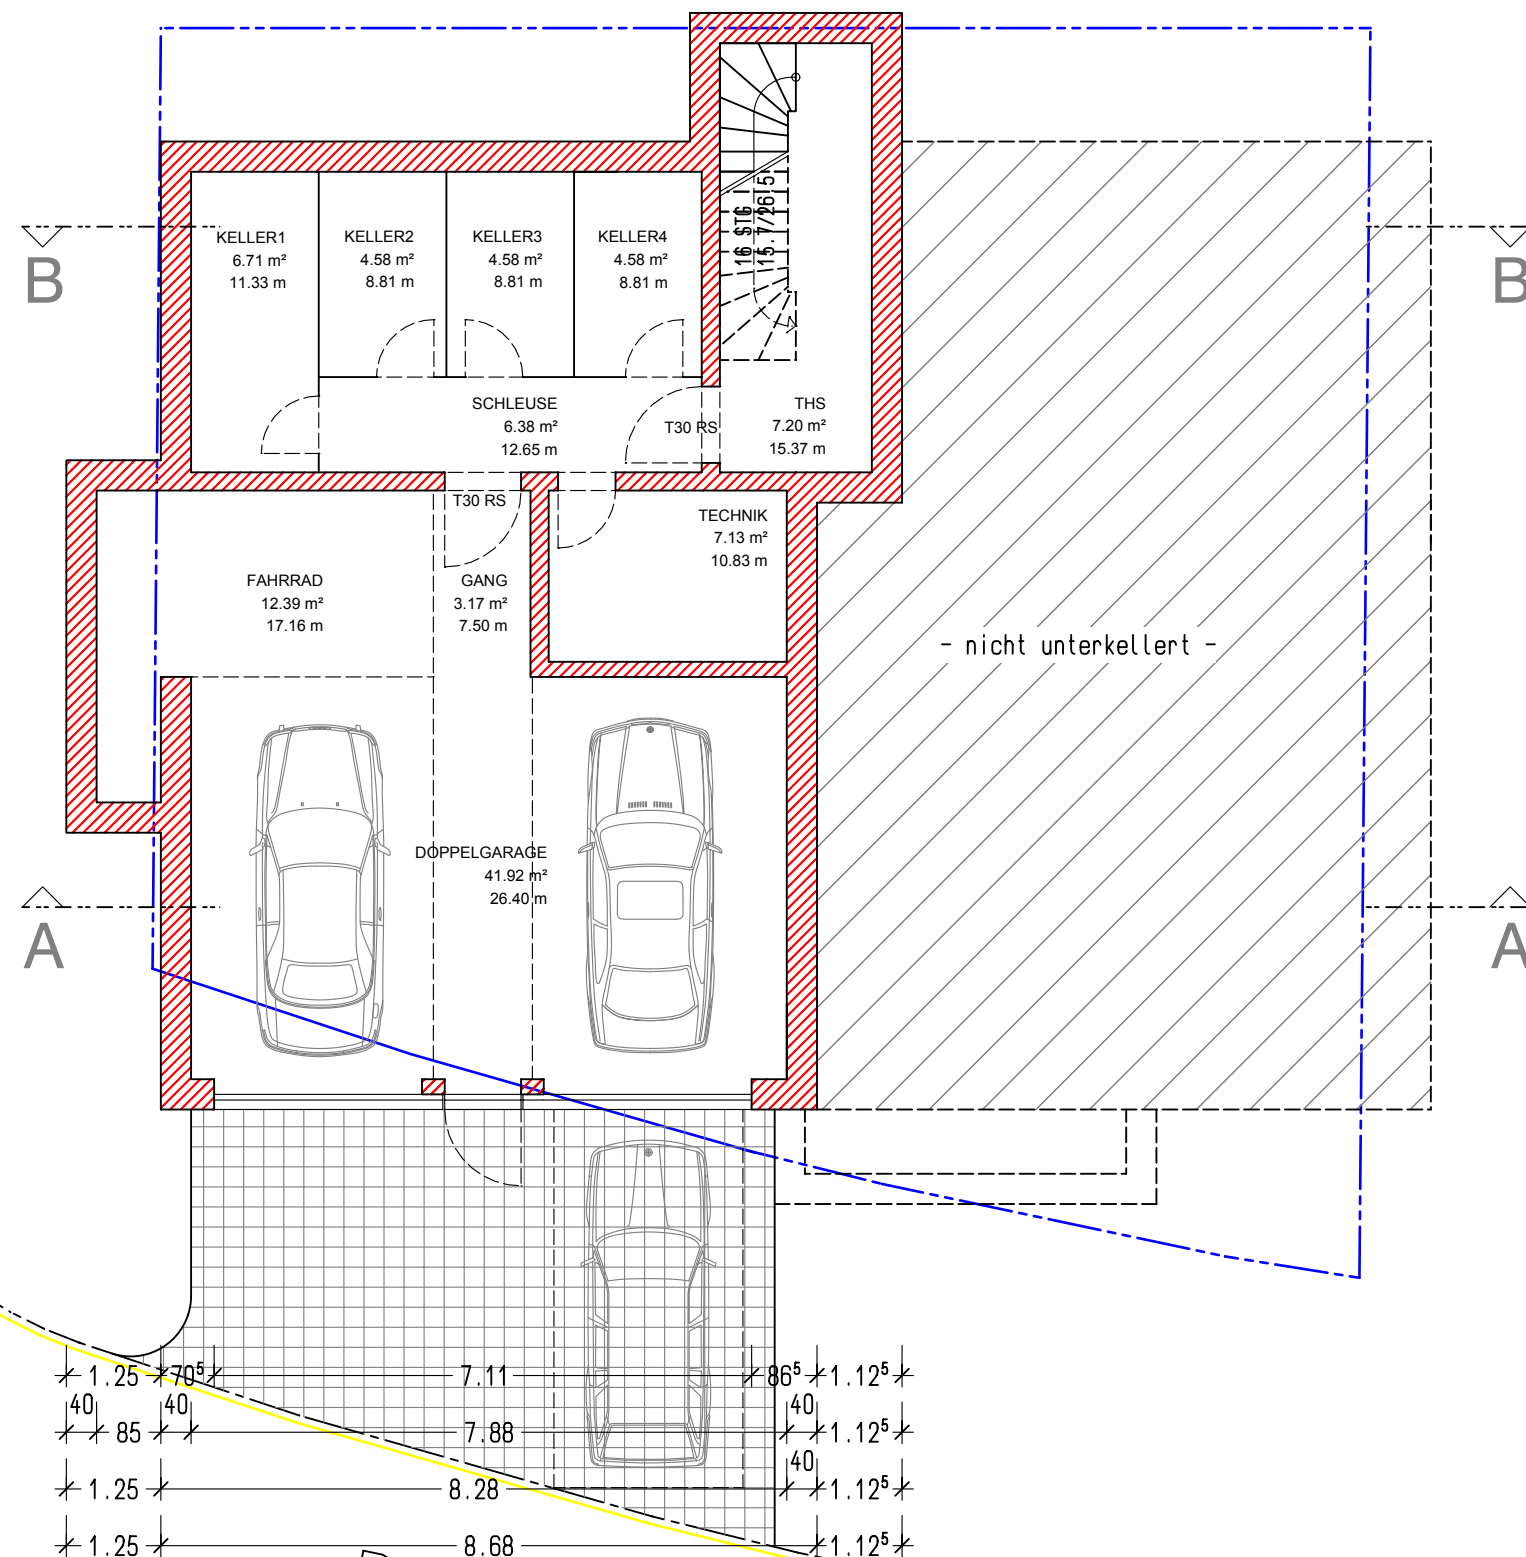 16 STG
15.7/26.5
KELLER1
6.71 m²
11.33 m
KELLER2
4.58 m²
8.81 m
KELLER3
4.58 m²
8.81 m
KELLER4
4.58 m²
8.81 m
B
B
SCHLEUSE
6.38 m²
12.65 m
T30 RS
THS
7.20 m²
15.37 m
T30 RS
TECHNIK
7.13 m²
10.83 m
FAHRRAD
12.39 m²
17.16 m
GANG
3.17 m²
7.50 m
- nicht unterkellert -
DOPPELGARAGE
41.92 m²
26.40 m
A
A
1.25 70⁵ 7.11 86⁵ 1.12⁵
40 40 40
85 7.88 1.12⁵
40
1.25 8.28 1.12⁵
1.25 8.68 1.12⁵